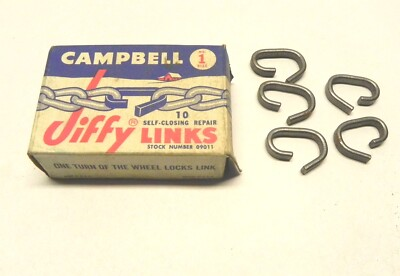 CAMPBELL
NO. 1 SIZE
10
Jiffy® LINKS
SELF-CLOSING REPAIR
STOCK NUMBER 09011
ONE TURN OF THE WHEEL LOCKS LINK